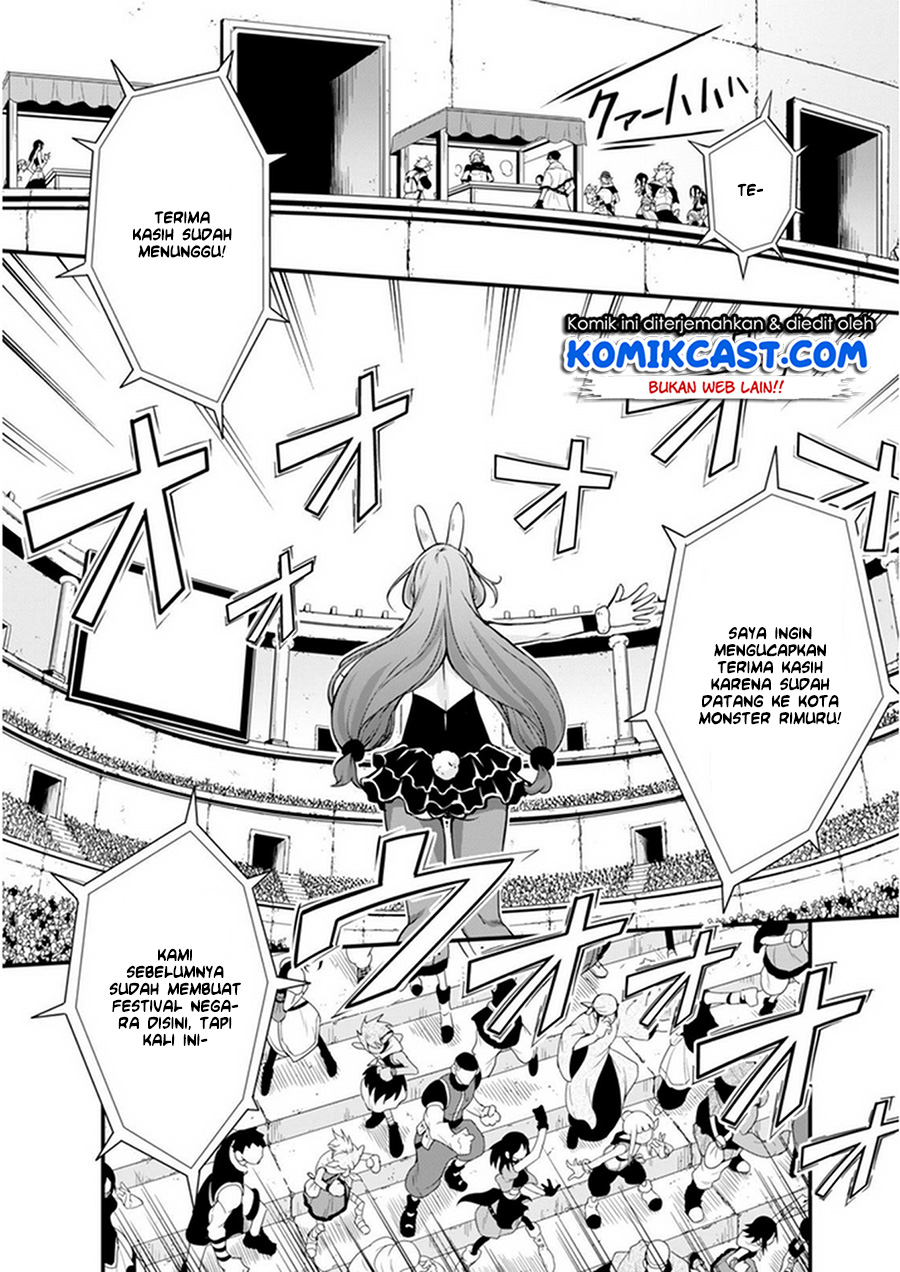 クァーハハハ
TE-
TERIMA
KASIH SUDAH
MENUNGGU!
Komik ini diterjemahkan & diedit oleh
KOMIKCAST.COM
BUKAN WEB LAIN!!
オオオオオオ
SAYA INGIN
MENGUCAPKAN
TERIMA KASIH
KARENA SUDAH
DATANG KE KOTA
MONSTER RIMURU!
ウオオオ
KAMI
SEBELUMNYA
SUDAH MEMBUAT
FESTIVAL NEGA-
RA DISINI, TAPI
KALI INI-